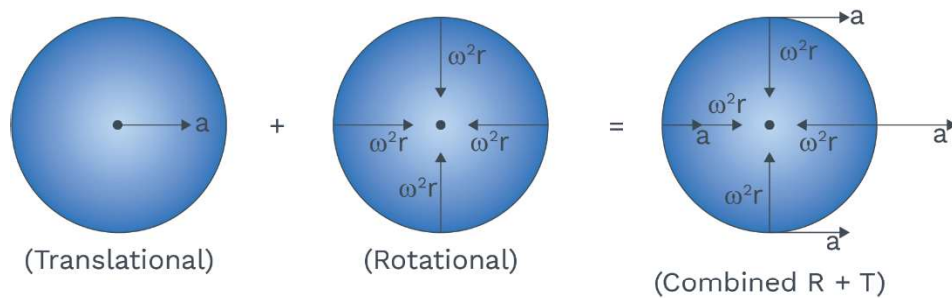 a
+
ω²r
ω²r
ω²r
ω²r
=
a
ω²r
ω²r
a
ω²r
a
ω²r
a
(Translational)
(Rotational)
(Combined R + T)